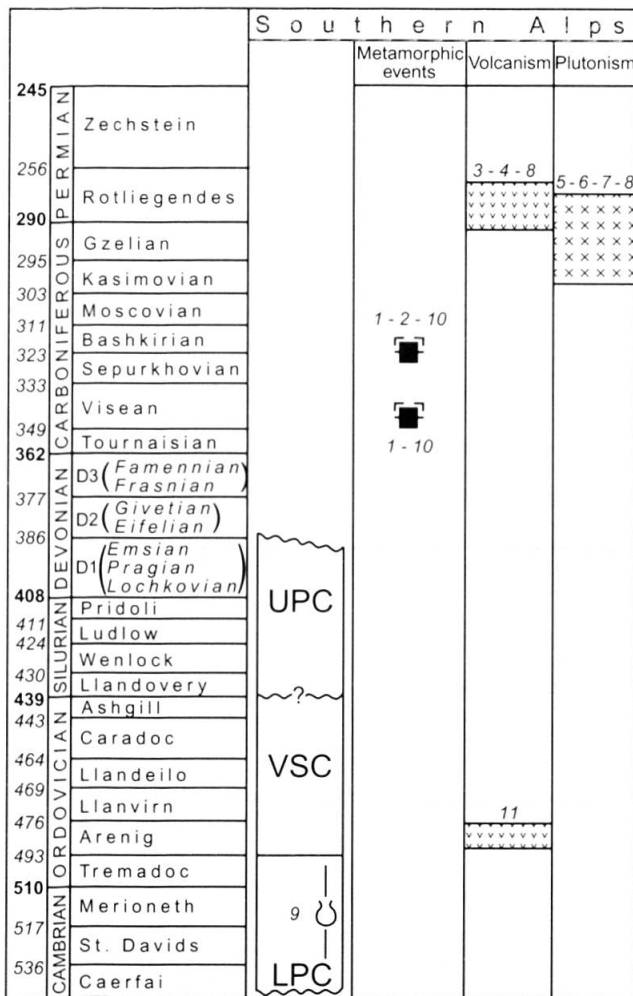 Southern Alps
Metamorphic events Volcanism Plutonism
245
PERMIAN
Zechstein
256
3 - 4 - 8
5 - 6 - 7 - 8
Rotliegendes
290
CARBONIFEROUS
Gzelian
295
Kasimovian
303
Moscovian
311
1 - 2 - 10
Bashkirian
323
Sepurkhovian
333
Visean
349
Tournaisian
1 - 10
362
DEVONIAN
D3 (Famennian
Frasnian)
377
D2 (Givetian
Eifelian)
386
D1 (Emsian
Pragian
Lochkovian)
UPC
408
SILURIAN
Pridoli
411
Ludlow
424
Wenlock
430
Llandovery
439
?
ORDOVICIAN
Ashgill
443
Caradoc
VSC
464
Llandeilo
469
Llanvirn
476
11
Arenig
493
Tremadoc
510
CAMBRIAN
Merioneth
9
517
St. Davids
536
Caerfai
LPC